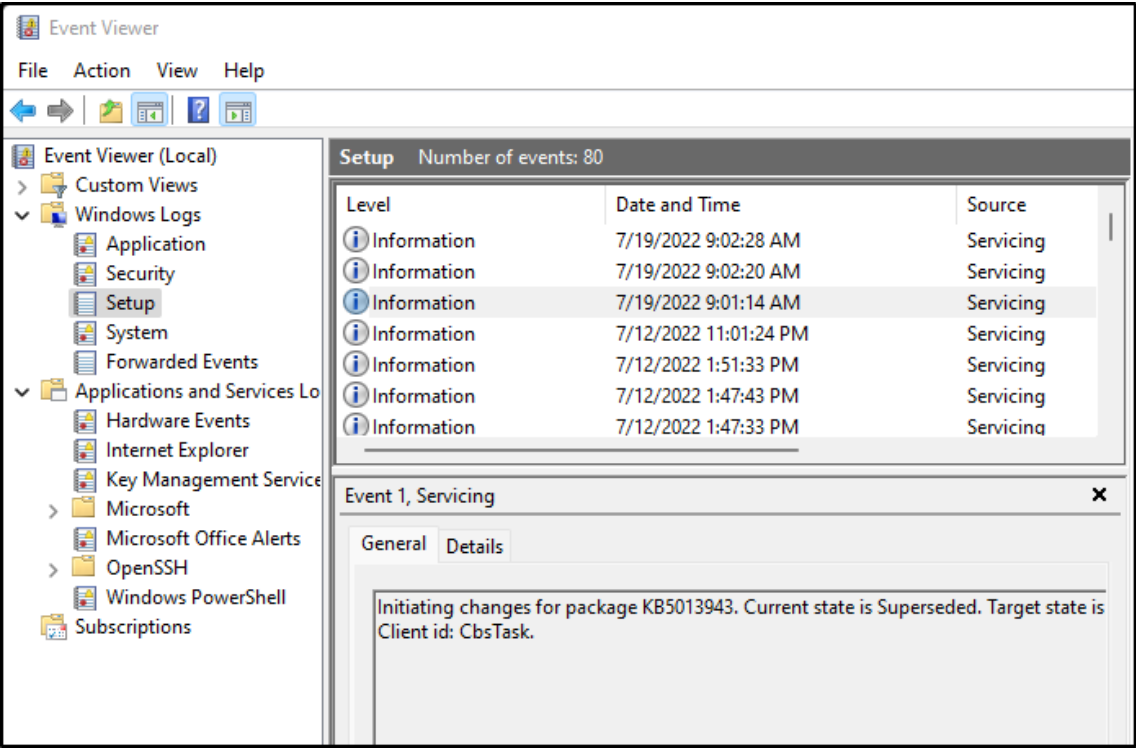 Event Viewer
File Action View Help
Event Viewer (Local)
Custom Views
Windows Logs
Application
Security
Setup
System
Forwarded Events
Applications and Services Lo
Hardware Events
Internet Explorer
Key Management Service
Microsoft
Microsoft Office Alerts
OpenSSH
Windows PowerShell
Subscriptions
Setup Number of events: 80
Level Date and Time Source
Information 7/19/2022 9:02:28 AM Servicing
Information 7/19/2022 9:02:20 AM Servicing
Information 7/19/2022 9:01:14 AM Servicing
Information 7/12/2022 11:01:24 PM Servicing
Information 7/12/2022 1:51:33 PM Servicing
Information 7/12/2022 1:47:43 PM Servicing
Information 7/12/2022 1:47:33 PM Servicing
Event 1, Servicing
General Details
Initiating changes for package KB5013943. Current state is Superseded. Target state is
Client id: CbsTask.